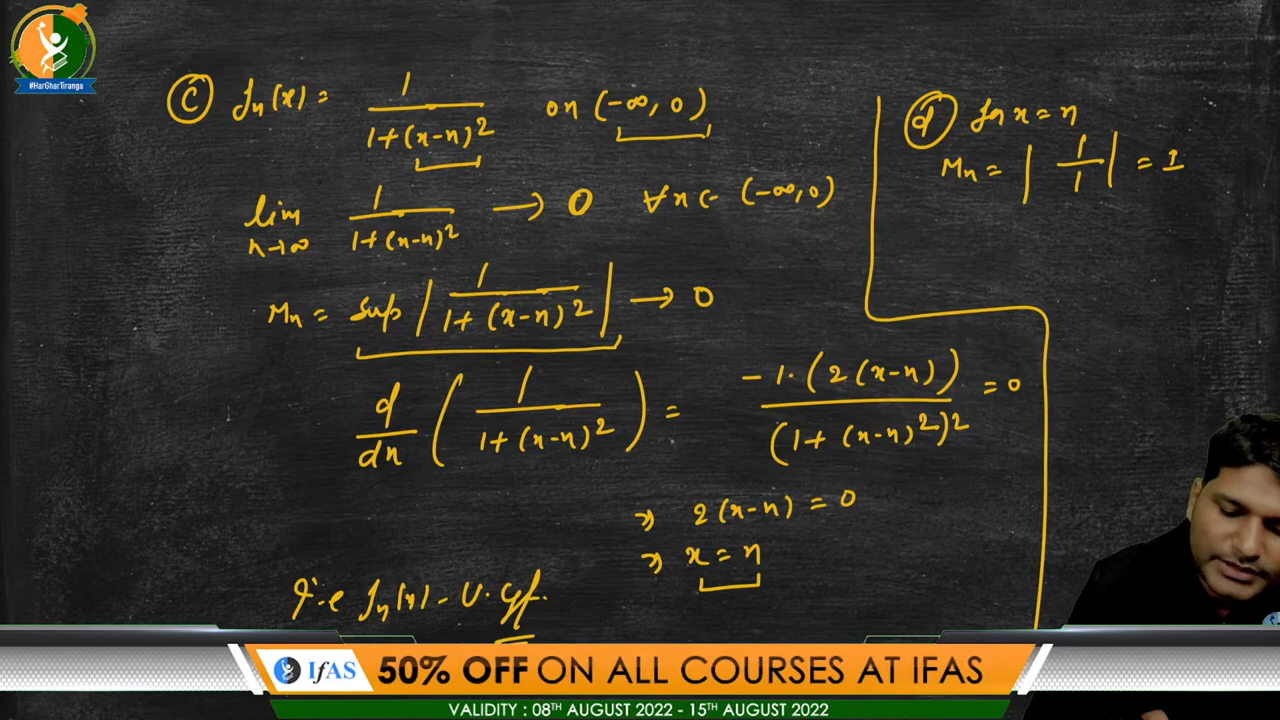 #HarGharTiranga
(C) fn(x) = 1 / 1+(x-n)² on (-∞, 0)
lim n→∞ 1 / 1+(x-n)² → 0 ∀x ∈ (-∞, 0)
Mn = sup | 1 / 1+(x-n)² | → 0
d/dx ( 1 / 1+(x-n)² ) = -1·(2(x-n)) / (1+(x-n)²)² = 0
⇒ 2(x-n) = 0
⇒ x = n
i.e fn(x) - U. Cgf.
(d) for x = n
Mn = | 1/1 | = 1
IFAS 50% OFF ON ALL COURSES AT IFAS
VALIDITY : 08TH AUGUST 2022 - 15TH AUGUST 2022